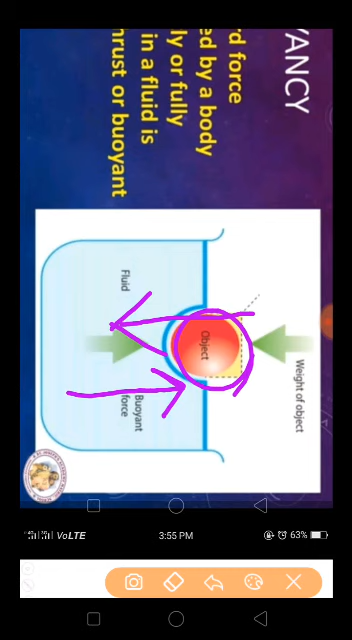 YANCY
rd force
ed by a body
ly or fully
in a fluid is
hrust or buoyant
Weight of object
Object
Fluid
Buoyant
force
VoLTE
3:55 PM
63%